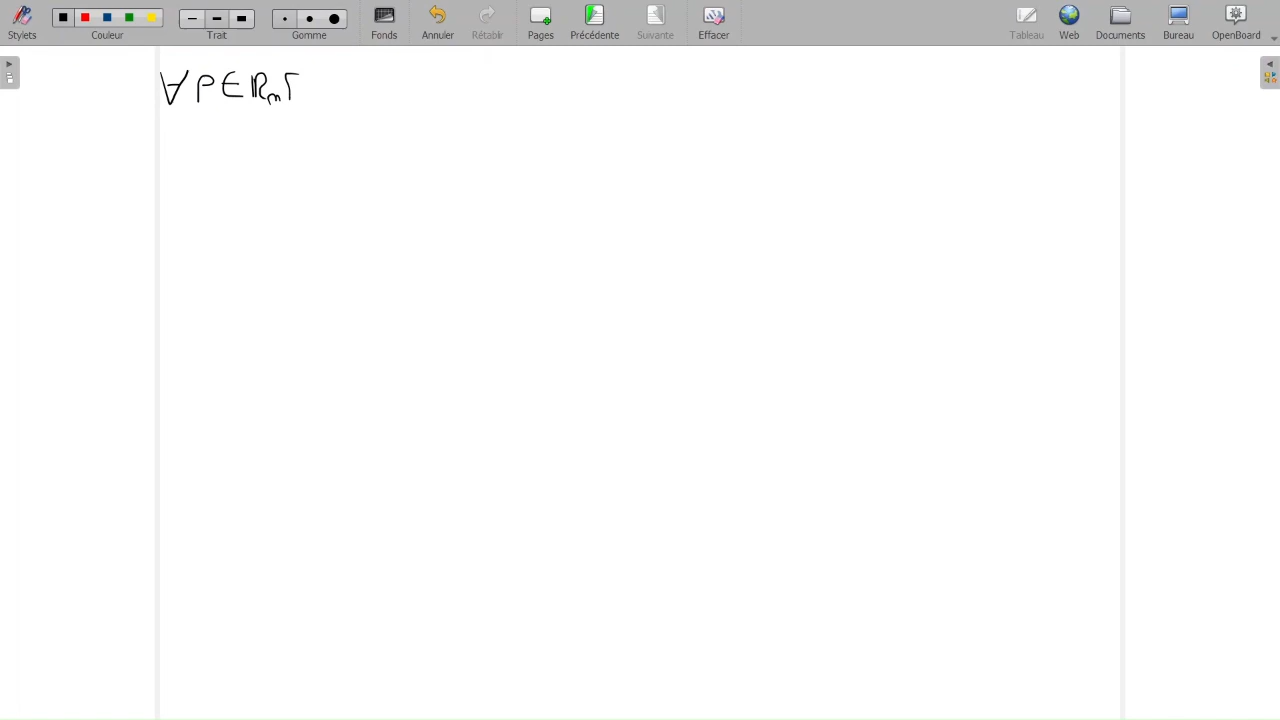 Stylets Couleur Trait Gomme Fonds Annuler Rétablir Pages Précédente Suivante Effacer Tableau Web Documents Bureau OpenBoard
∀ P ∈ ℝₙ[